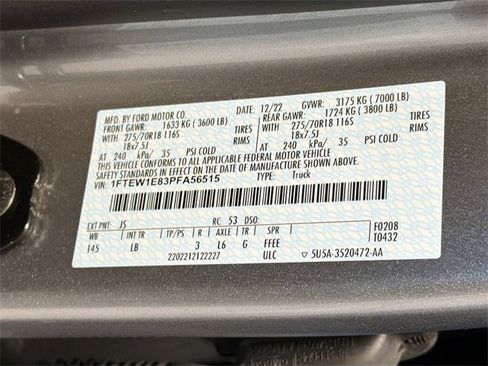 MFD. BY FORD MOTOR CO.
DATE: 12/22 GVWR: 3175 KG ( 7000 LB)
FRONT GAWR: 1633 KG ( 3600 LB) REAR GAWR: 1724 KG ( 3800 LB)
275/70R18 116S TIRES 275/70R18 116S TIRES
18x7.5J RIMS 18x7.5J RIMS
AT 240 kPa/ 35 PSI COLD AT 240 kPa/ 35 PSI COLD
THIS VEHICLE CONFORMS TO ALL APPLICABLE FEDERAL MOTOR VEHICLE
SAFETY STANDARDS IN EFFECT ON THE DATE OF MANUFACTURE SHOWN ABOVE.
VIN: 1FTEW1E83PFA56515 TYPE: Truck
EXT PNT: JS RC: 53 DSO: F0208
WB INT TR TP/PS R AXLE TR SPR T0432
145 LB 3 L6 G FFEE
2202212122227 ULC 5U5A-3520472-AA